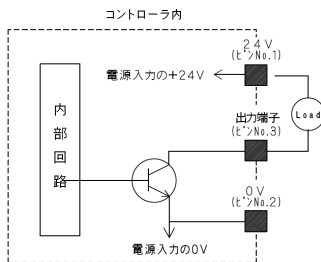 コントローラ内
24V
(ﾋﾟﾝNo.1)
電源入力の+24V
内部回路
出力端子
(ﾋﾟﾝNo.3)
Load
0V
(ﾋﾟﾝNo.2)
電源入力の0V